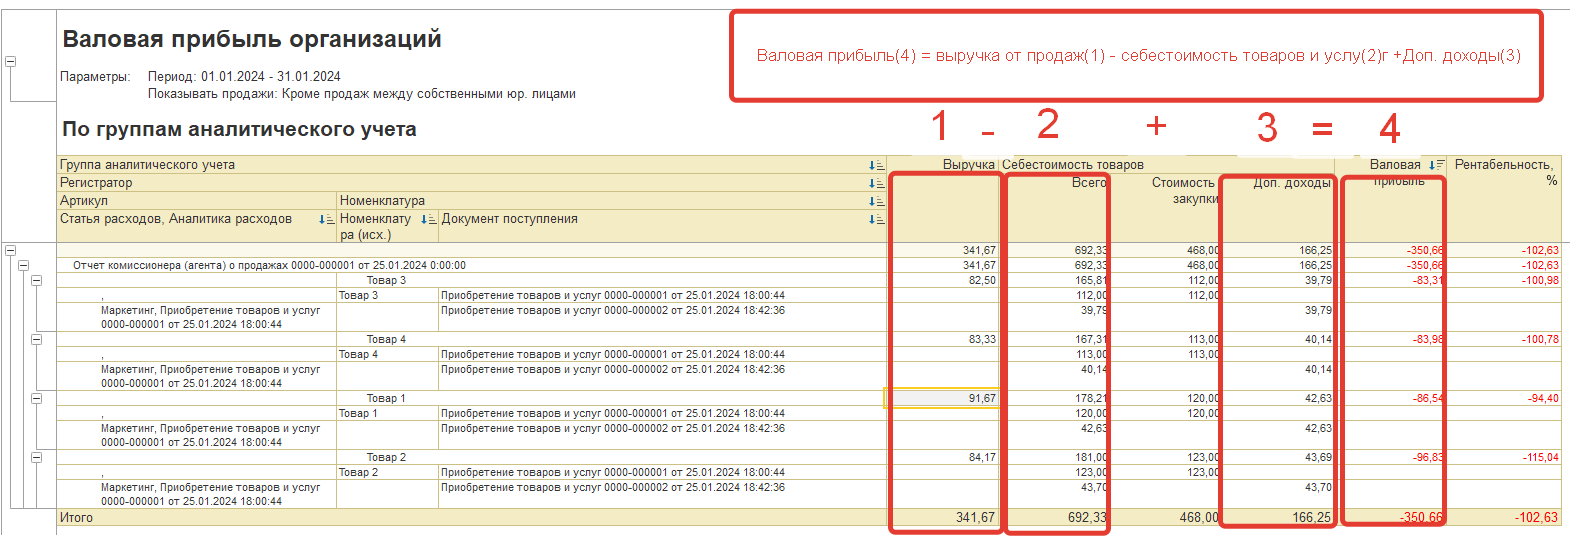 Валовая прибыль(4) = выручка от продаж(1) - себестоимость товаров и услу(2)г +Доп. доходы(3)
Валовая прибыль организаций
Параметры: Период: 01.01.2024 - 31.01.2024
Показывать продажи: Кроме продаж между собственными юр. лицами
По группам аналитического учета
1 - 2 + 3 = 4
Группа аналитического учета Выручка Себестоимость товаров Валовая прибыль Рентабельность, %
Регистратор Всего Стоимость закупки Доп. доходы
Артикул Номенклатура
Статья расходов, Аналитика расходов Номенклату ра (исх.) Документ поступления
341,67 692,33 468,00 166,25 -350,66 -102,63
Отчет комиссионера (агента) о продажах 0000-000001 от 25.01.2024 0:00:00 341,67 692,33 468,00 166,25 -350,66 -102,63
Товар 3 82,50 165,81 112,00 39,79 -83,31 -100,98
, Товар 3 Приобретение товаров и услуг 0000-000001 от 25.01.2024 18:00:44 112,00 112,00
Маркетинг, Приобретение товаров и услуг Приобретение товаров и услуг 0000-000002 от 25.01.2024 18:42:36 39,79 39,79
0000-000001 от 25.01.2024 18:00:44
Товар 4 83,33 167,31 113,00 40,14 -83,98 -100,78
, Товар 4 Приобретение товаров и услуг 0000-000001 от 25.01.2024 18:00:44 113,00 113,00
Маркетинг, Приобретение товаров и услуг Приобретение товаров и услуг 0000-000002 от 25.01.2024 18:42:36 40,14 40,14
0000-000001 от 25.01.2024 18:00:44
Товар 1 91,67 178,21 120,00 42,63 -86,54 -94,40
, Товар 1 Приобретение товаров и услуг 0000-000001 от 25.01.2024 18:00:44 120,00 120,00
Маркетинг, Приобретение товаров и услуг Приобретение товаров и услуг 0000-000002 от 25.01.2024 18:42:36 42,63 42,63
0000-000001 от 25.01.2024 18:00:44
Товар 2 84,17 181,00 123,00 43,69 -96,83 -115,04
, Товар 2 Приобретение товаров и услуг 0000-000001 от 25.01.2024 18:00:44 123,00 123,00
Маркетинг, Приобретение товаров и услуг Приобретение товаров и услуг 0000-000002 от 25.01.2024 18:42:36 43,70 43,70
0000-000001 от 25.01.2024 18:00:44
Итого 341,67 692,33 468,00 166,25 -350,66 -102,63